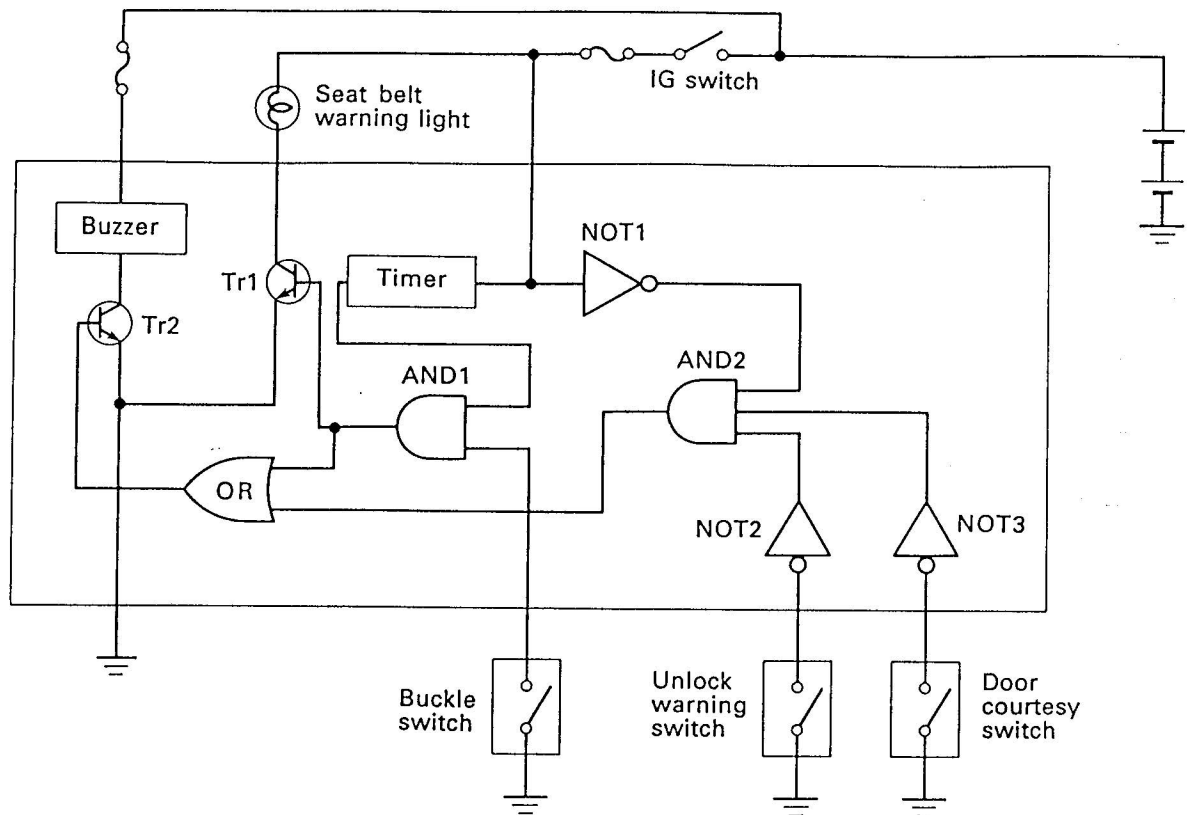 IG switch
Seat belt
warning light
Buzzer
NOT1
Tr1
Timer
Tr2
AND1
AND2
OR
NOT2
NOT3
Buckle
switch
Unlock
warning
switch
Door
courtesy
switch